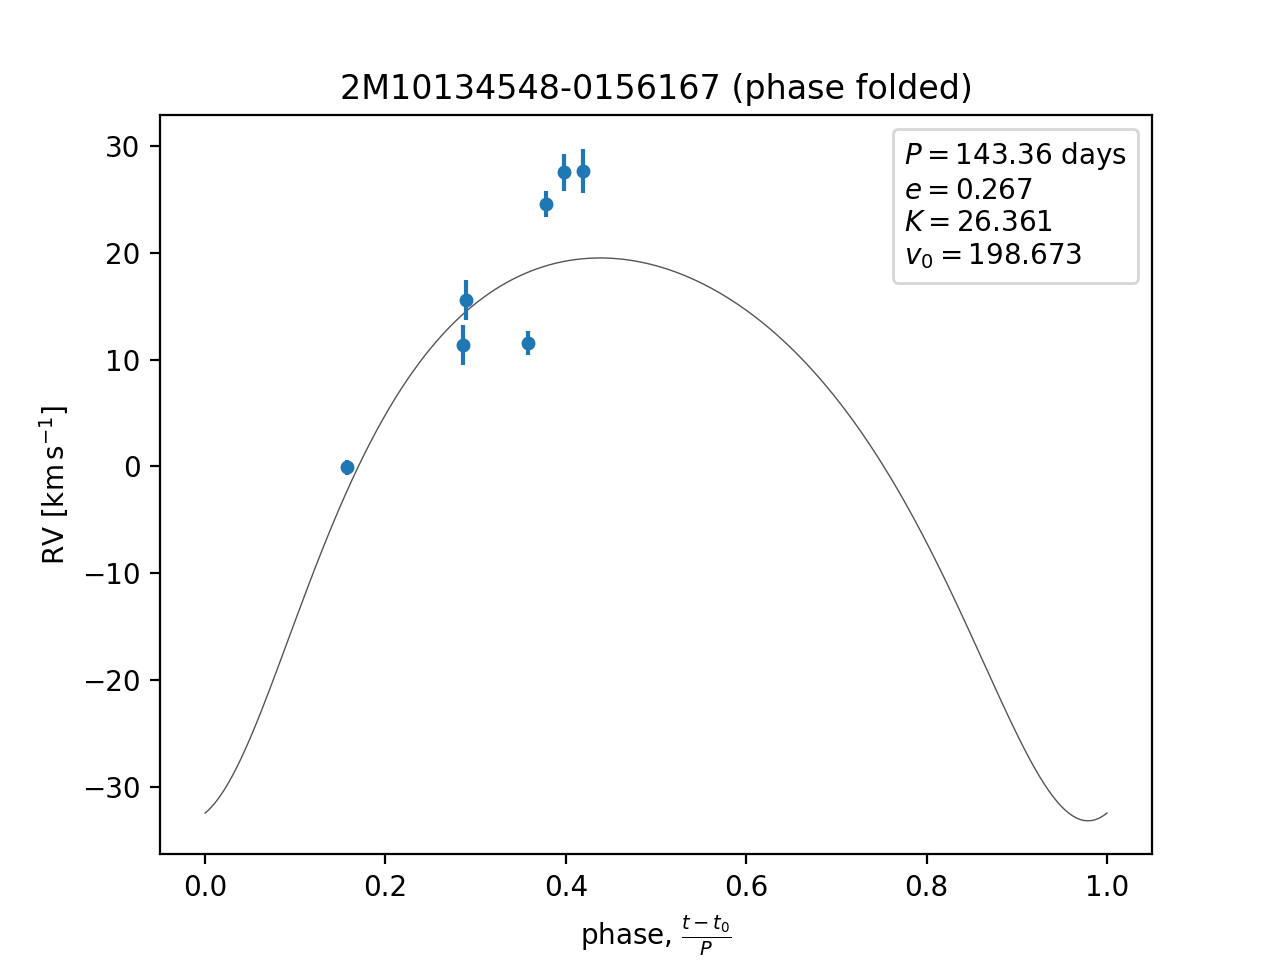 2M10134548-0156167 (phase folded)
P = 143.36 days
e = 0.267
K = 26.361
v₀ = 198.673
RV [km s⁻¹]
30
20
10
0
−10
−20
−30
0.0 0.2 0.4 0.6 0.8 1.0
phase, (t − t₀)/P